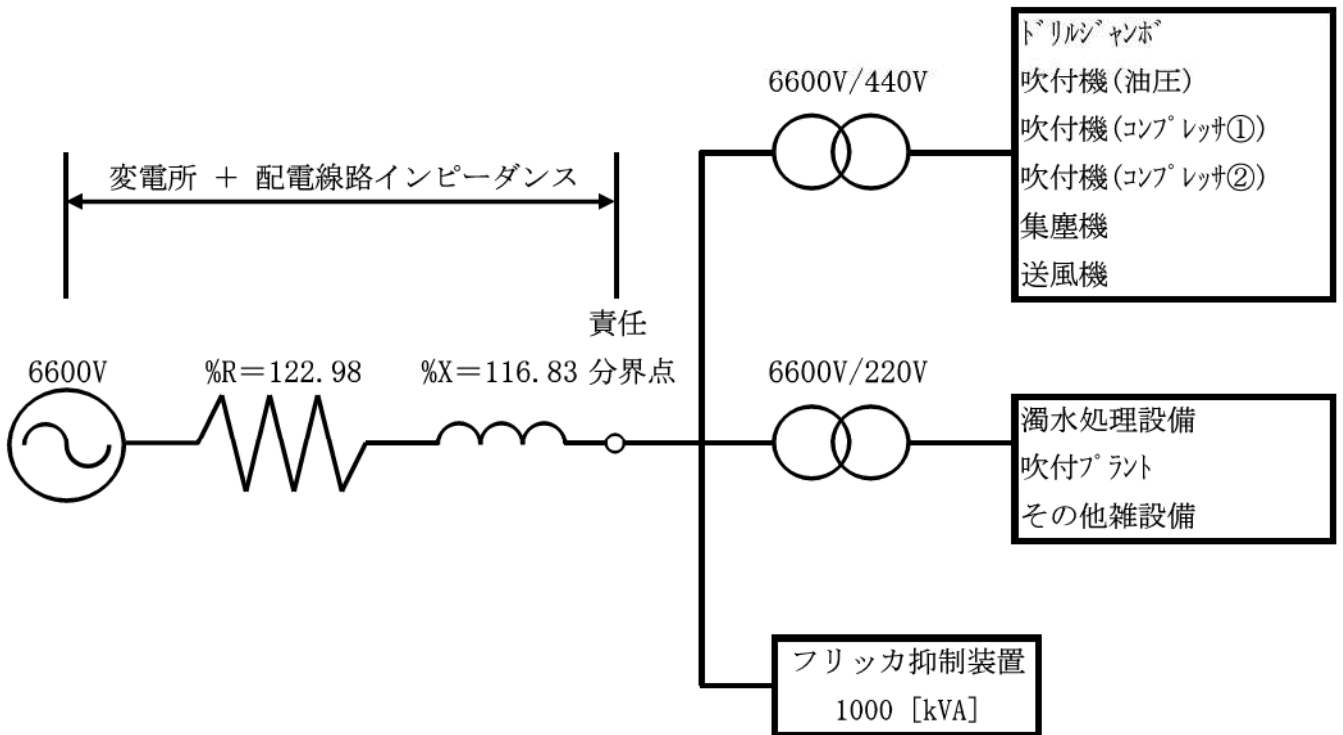 変電所 + 配電線路インピーダンス
6600V
%R=122.98
%X=116.83
責任
分界点
6600V/440V
ﾄﾞﾘﾙｼﾞｬﾝﾎﾞ
吹付機(油圧)
吹付機(ｺﾝﾌﾟﾚｯｻ①)
吹付機(ｺﾝﾌﾟﾚｯｻ②)
集塵機
送風機
6600V/220V
濁水処理設備
吹付ﾌﾟﾗﾝﾄ
その他雑設備
フリッカ抑制装置
1000 [kVA]